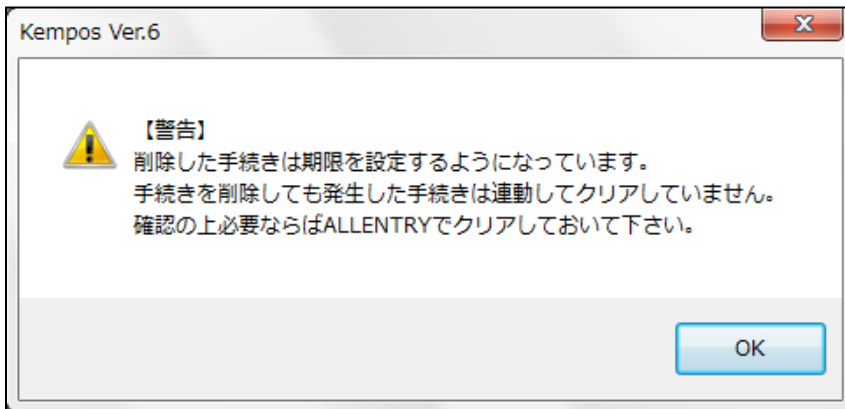 Kempos Ver.6
【警告】
削除した手続きは期限を設定するようになっています。
手続きを削除しても発生した手続きは連動してクリアしていません。
確認の上必要ならばALLENTRYでクリアしておいて下さい。
OK